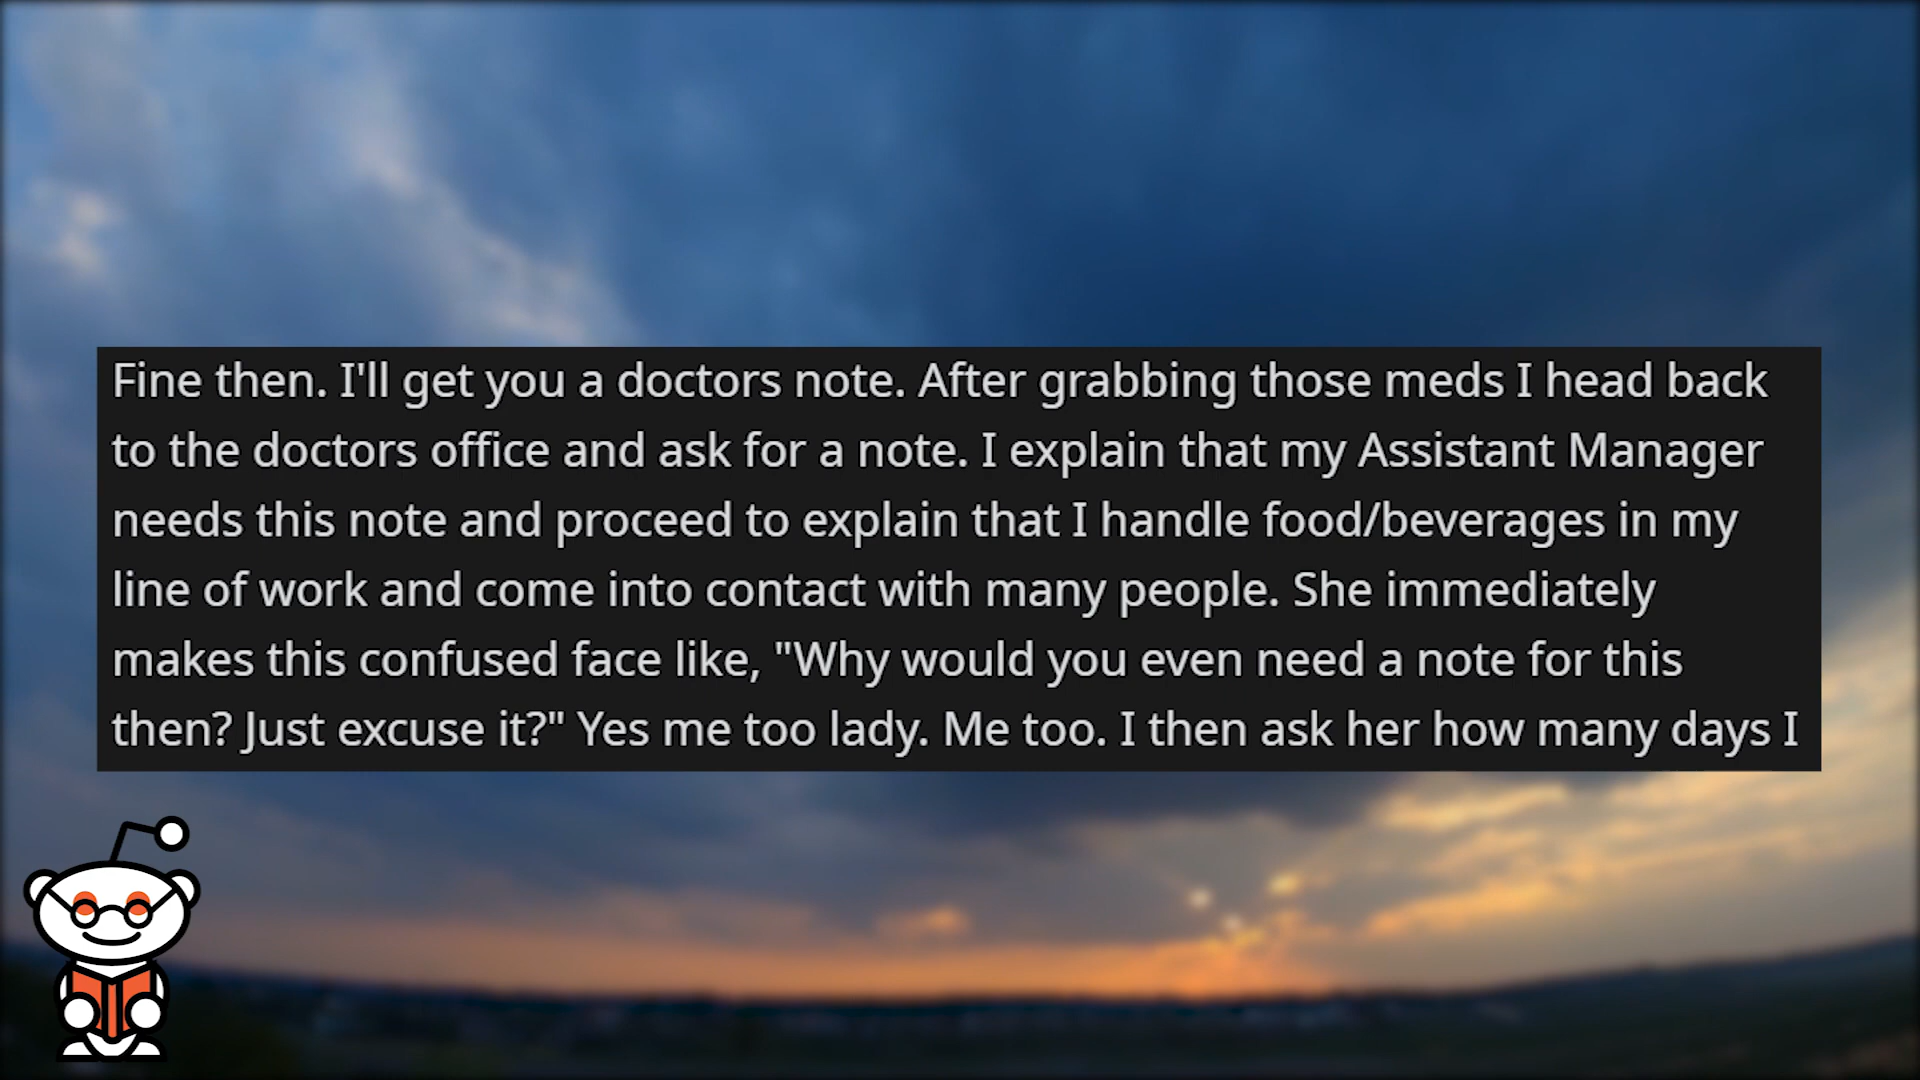 Fine then. I'll get you a doctors note. After grabbing those meds I head back
to the doctors office and ask for a note. I explain that my Assistant Manager
needs this note and proceed to explain that I handle food/beverages in my
line of work and come into contact with many people. She immediately
makes this confused face like, "Why would you even need a note for this
then? Just excuse it?" Yes me too lady. Me too. I then ask her how many days I